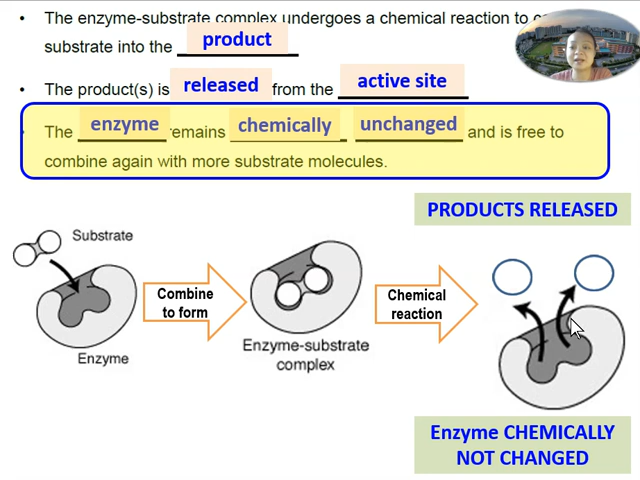 • The enzyme-substrate complex undergoes a chemical reaction to
substrate into the product
• The product(s) is released from the active site
• The enzyme remains chemically unchanged and is free to
combine again with more substrate molecules.
PRODUCTS RELEASED
Substrate
Combine
to form
Chemical
reaction
Enzyme
Enzyme-substrate
complex
Enzyme CHEMICALLY
NOT CHANGED